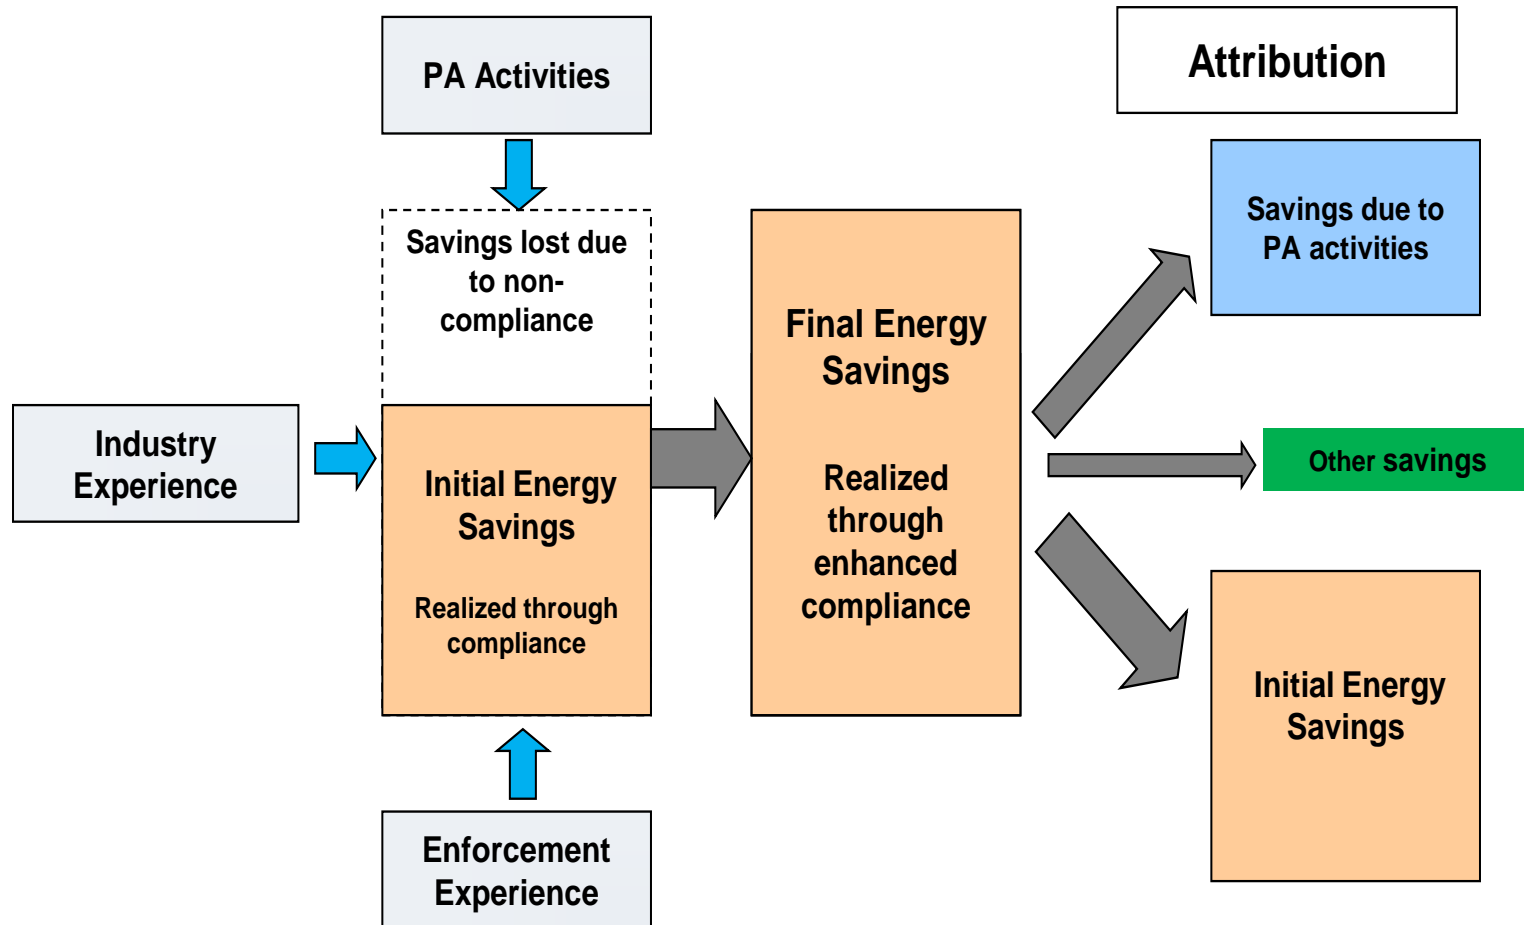 PA Activities
Attribution
Savings lost due
to non-
compliance
Savings due to
PA activities
Final Energy
Savings
Realized
through
enhanced
compliance
Industry
Experience
Initial Energy
Savings
Realized through
compliance
Other savings
Initial Energy
Savings
Enforcement
Experience